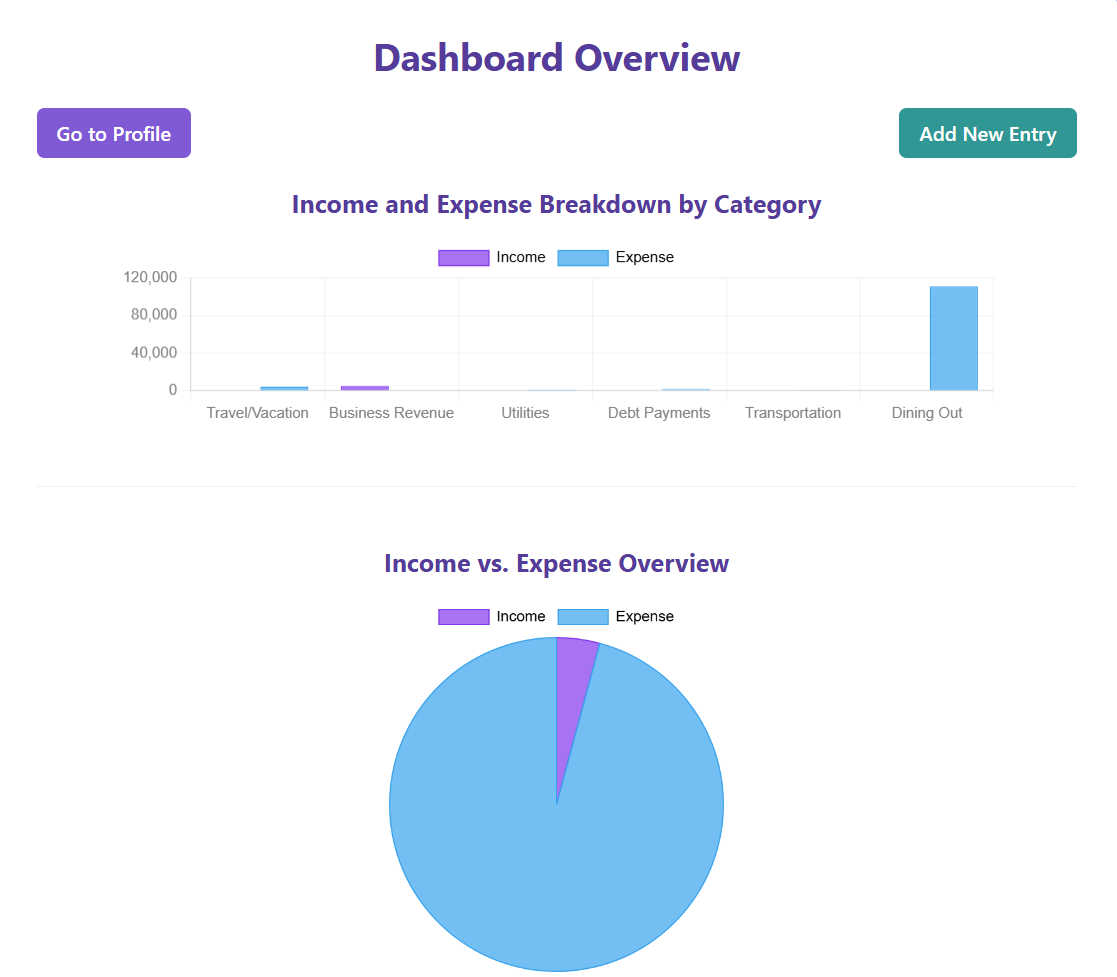 Dashboard Overview
Go to Profile
Add New Entry
Income and Expense Breakdown by Category
Income Expense
120,000
80,000
40,000
0
Travel/Vacation Business Revenue Utilities Debt Payments Transportation Dining Out
Income vs. Expense Overview
Income Expense